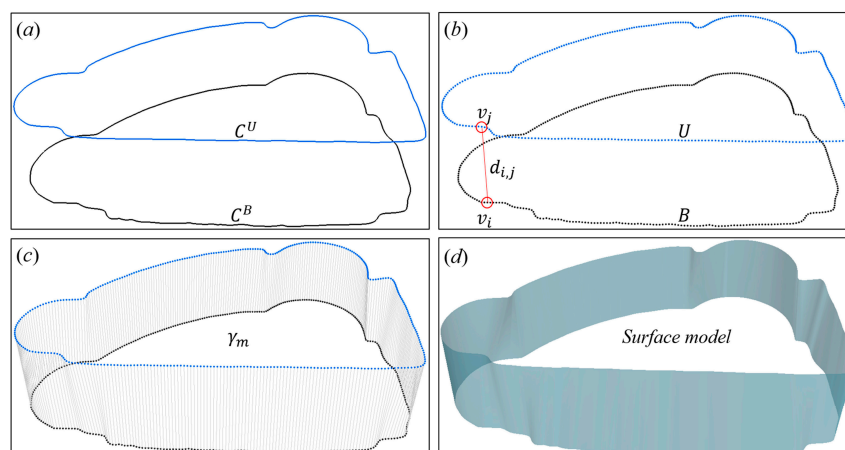 (a)
C^U
C^B
(b)
v_j
U
d_{i,j}
v_i
B
(c)
γ_m
(d)
Surface model